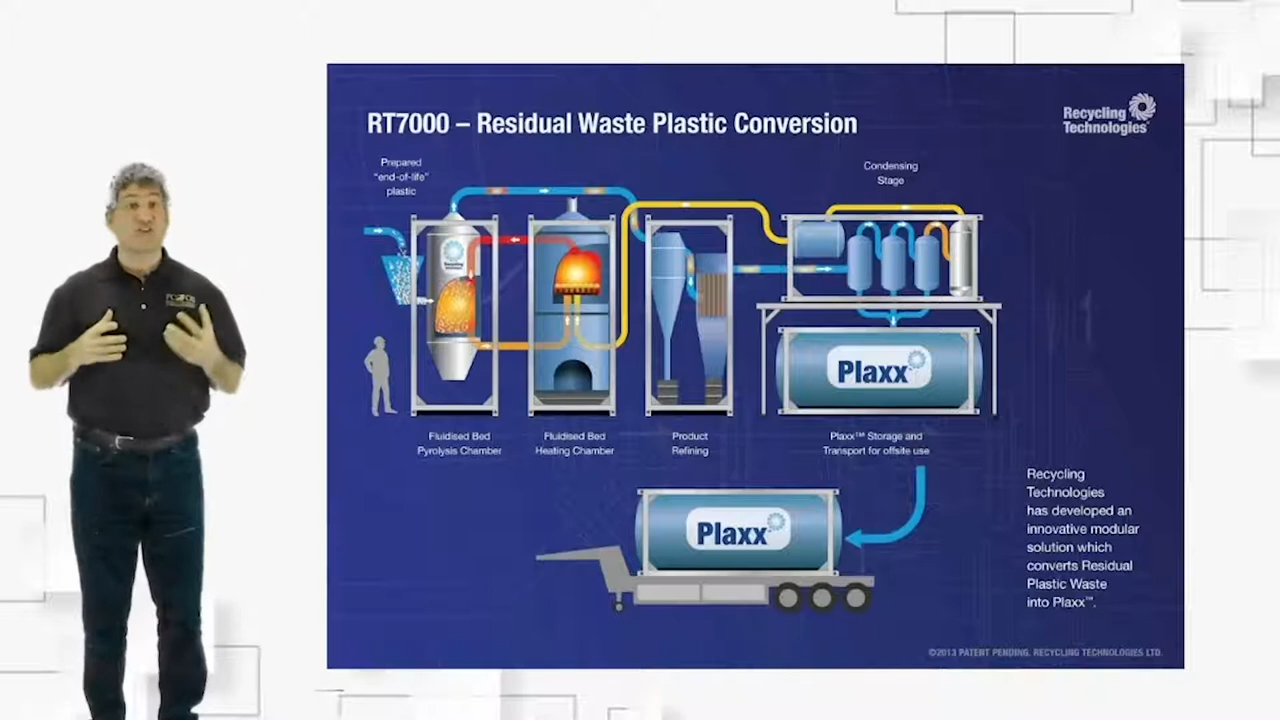 RT7000 – Residual Waste Plastic Conversion
Recycling
Technologies
Prepared
"end-of-life"
plastic
Condensing
Stage
Recycling
Technologies
Plaxx
Fluidised Bed
Pyrolysis Chamber
Fluidised Bed
Heating Chamber
Product
Refining
Plaxx™ Storage and
Transport for offsite use
Plaxx
Recycling
Technologies
has developed an
innovative modular
solution which
converts Residual
Plastic Waste
into Plaxx™.
©2013 PATENT PENDING. RECYCLING TECHNOLOGIES LTD.